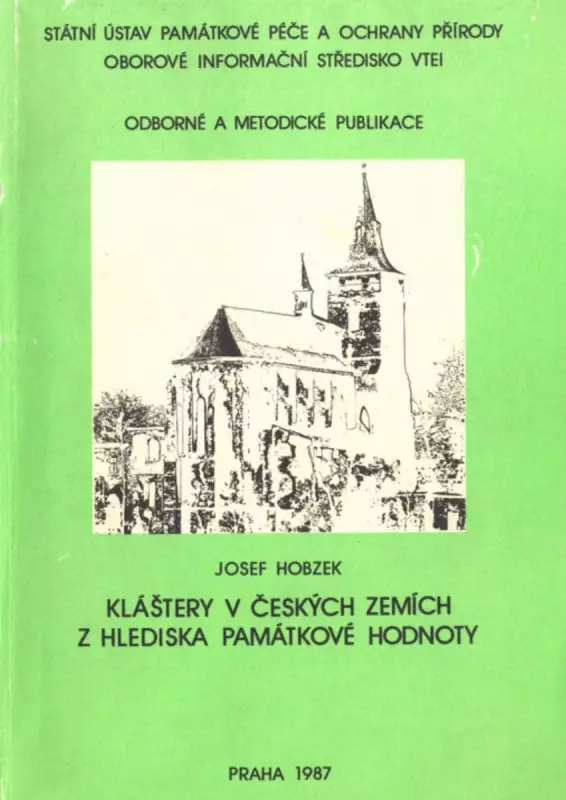 STÁTNÍ ÚSTAV PAMÁTKOVÉ PÉČE A OCHRANY PŘÍRODY
OBOROVÉ INFORMAČNÍ STŘEDISKO VTEI
ODBORNÉ A METODICKÉ PUBLIKACE
JOSEF HOBZEK
KLÁŠTERY V ČESKÝCH ZEMÍCH
Z HLEDISKA PAMÁTKOVÉ HODNOTY
PRAHA 1987